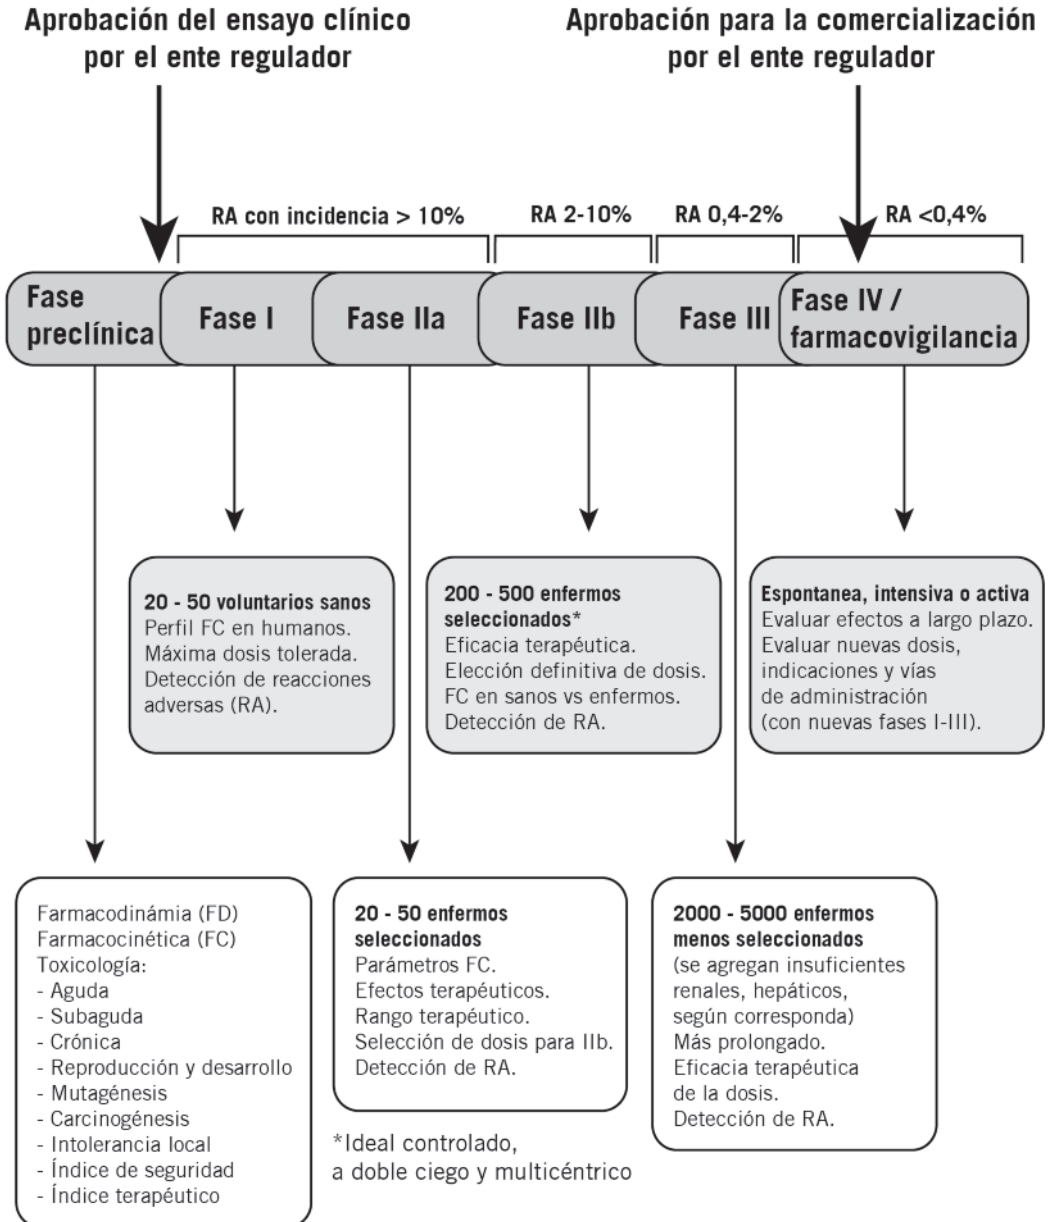 Aprobación del ensayo clínico
por el ente regulador
Aprobación para la comercialización
por el ente regulador
RA con incidencia > 10%
RA 2-10%
RA 0,4-2%
RA <0,4%
Fase
preclínica
Fase I
Fase IIa
Fase IIb
Fase III
Fase IV /
farmacovigilancia
20 - 50 voluntarios sanos
Perfil FC en humanos.
Máxima dosis tolerada.
Detección de reacciones
adversas (RA).
200 - 500 enfermos
seleccionados*
Eficacia terapéutica.
Elección definitiva de dosis.
FC en sanos vs enfermos.
Detección de RA.
Espontanea, intensiva o activa
Evaluar efectos a largo plazo.
Evaluar nuevas dosis,
indicaciones y vías
de administración
(con nuevas fases I-III).
Farmacodinámia (FD)
Farmacocinética (FC)
Toxicología:
- Aguda
- Subaguda
- Crónica
- Reproducción y desarrollo
- Mutagénesis
- Carcinogénesis
- Intolerancia local
- Índice de seguridad
- Índice terapéutico
20 - 50 enfermos
seleccionados
Parámetros FC.
Efectos terapéuticos.
Rango terapéutico.
Selección de dosis para IIb.
Detección de RA.
*Ideal controlado,
a doble ciego y multicéntrico
2000 - 5000 enfermos
menos seleccionados
(se agregan insuficientes
renales, hepáticos,
según corresponda)
Más prolongado.
Eficacia terapéutica
de la dosis.
Detección de RA.